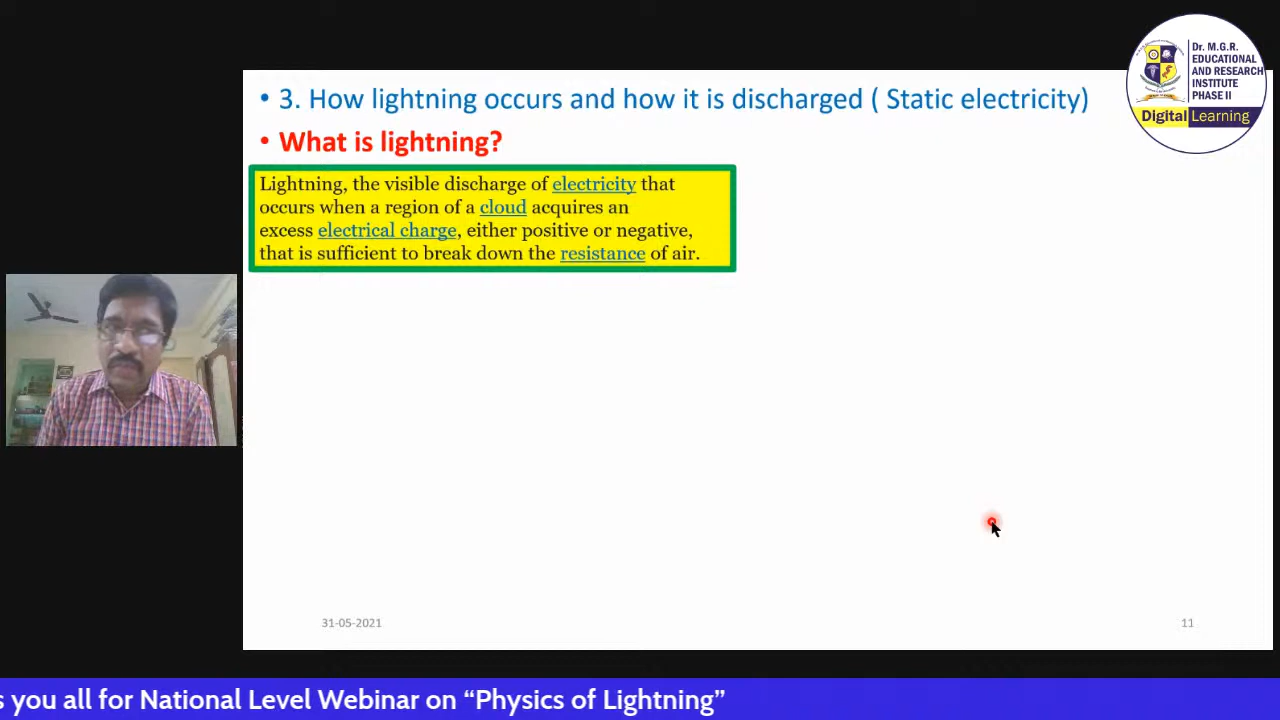 • 3. How lightning occurs and how it is discharged ( Static electricity)
• What is lightning?
Lightning, the visible discharge of electricity that
occurs when a region of a cloud acquires an
excess electrical charge, either positive or negative,
that is sufficient to break down the resistance of air.
31-05-2021
11
Dr. M.G.R.
EDUCATIONAL
AND RESEARCH
INSTITUTE
PHASE II
Digital Learning
s you all for National Level Webinar on “Physics of Lightning”